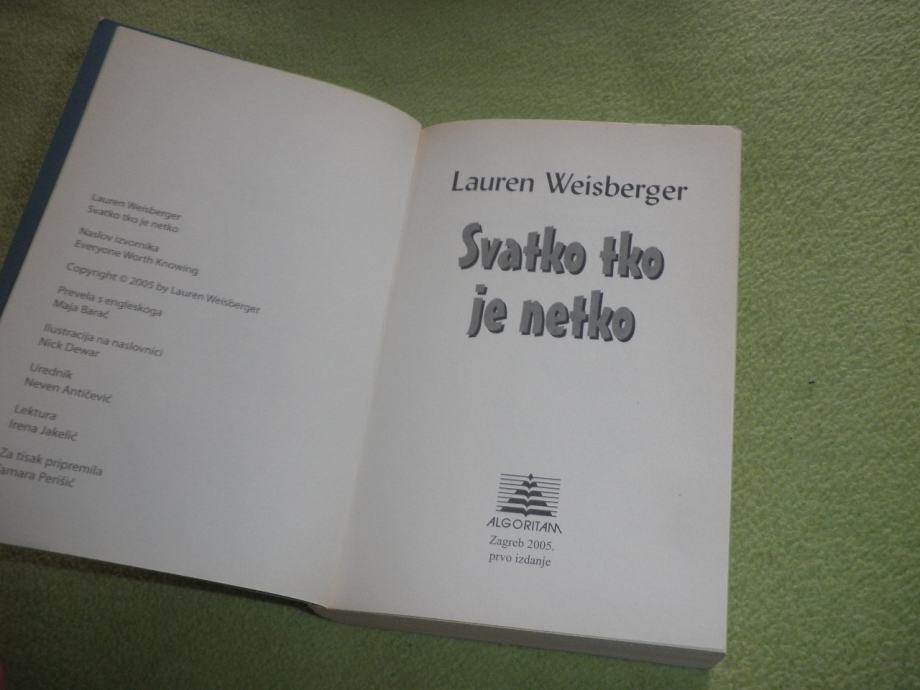 Lauren Weisberger
Svatko tko je netko
Naslov izvornika
Everyone Worth Knowing
Copyright © 2005 by Lauren Weisberger
Prevela s engleskoga
Maja Barać
Ilustracija na naslovnici
Nick Dewar
Urednik
Neven Antičević
Lektura
Irena Jakelić
Za tisak pripremila
Tamara Perišić
Lauren Weisberger
Svatko tko
je netko
ALGORITAM
Zagreb 2005.
prvo izdanje